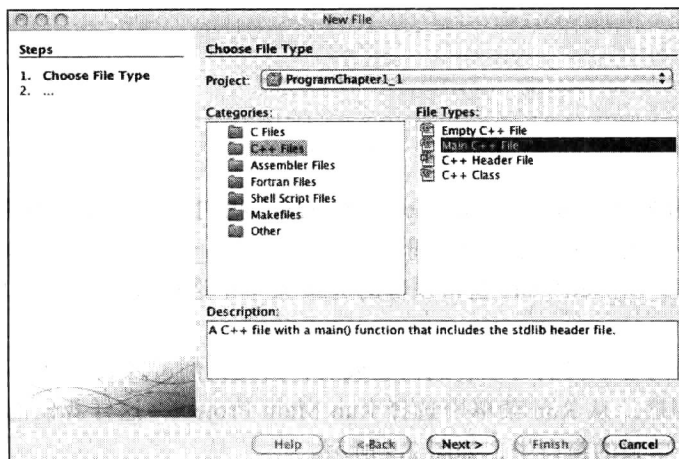 New File
Steps
1. Choose File Type
2. ...
Choose File Type
Project: ProgramChapter1_1
Categories:
C Files
C++ Files
Assembler Files
Fortran Files
Shell Script Files
Makefiles
Other
File Types:
Empty C++ File
Main C++ File
C++ Header File
C++ Class
Description:
A C++ file with a main() function that includes the stdlib header file.
Help
< Back
Next >
Finish
Cancel